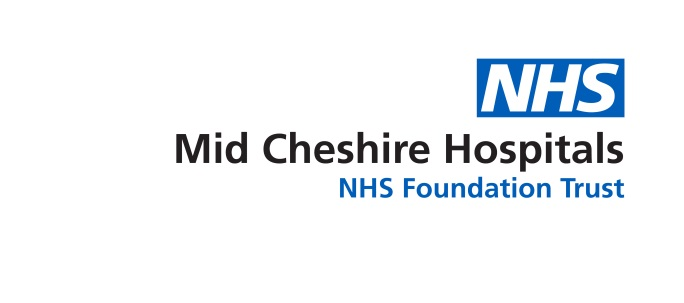 NHS
Mid Cheshire Hospitals
NHS Foundation Trust